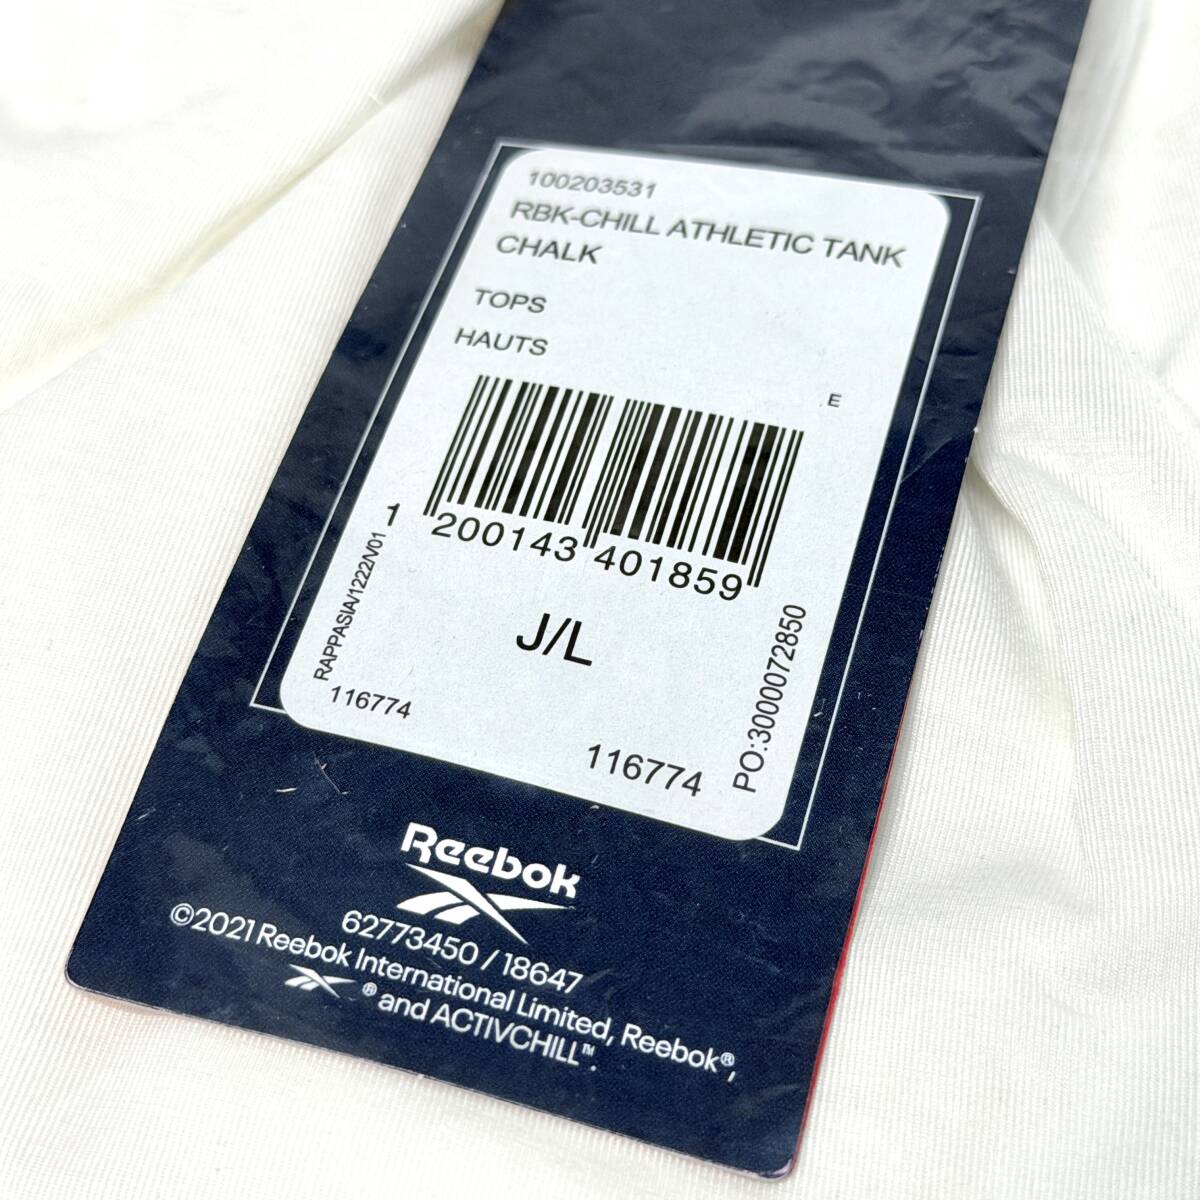 100203531
RBK-CHILL ATHLETIC TANK
CHALK
TOPS
HAUTS
E
1 200143 401859
J/L
RAPPASIA/1222/V01
116774
116774
PO:3000072850
Reebok
62773450 / 18647
©2021 Reebok International Limited, Reebok®,
® and ACTIVCHILL™.